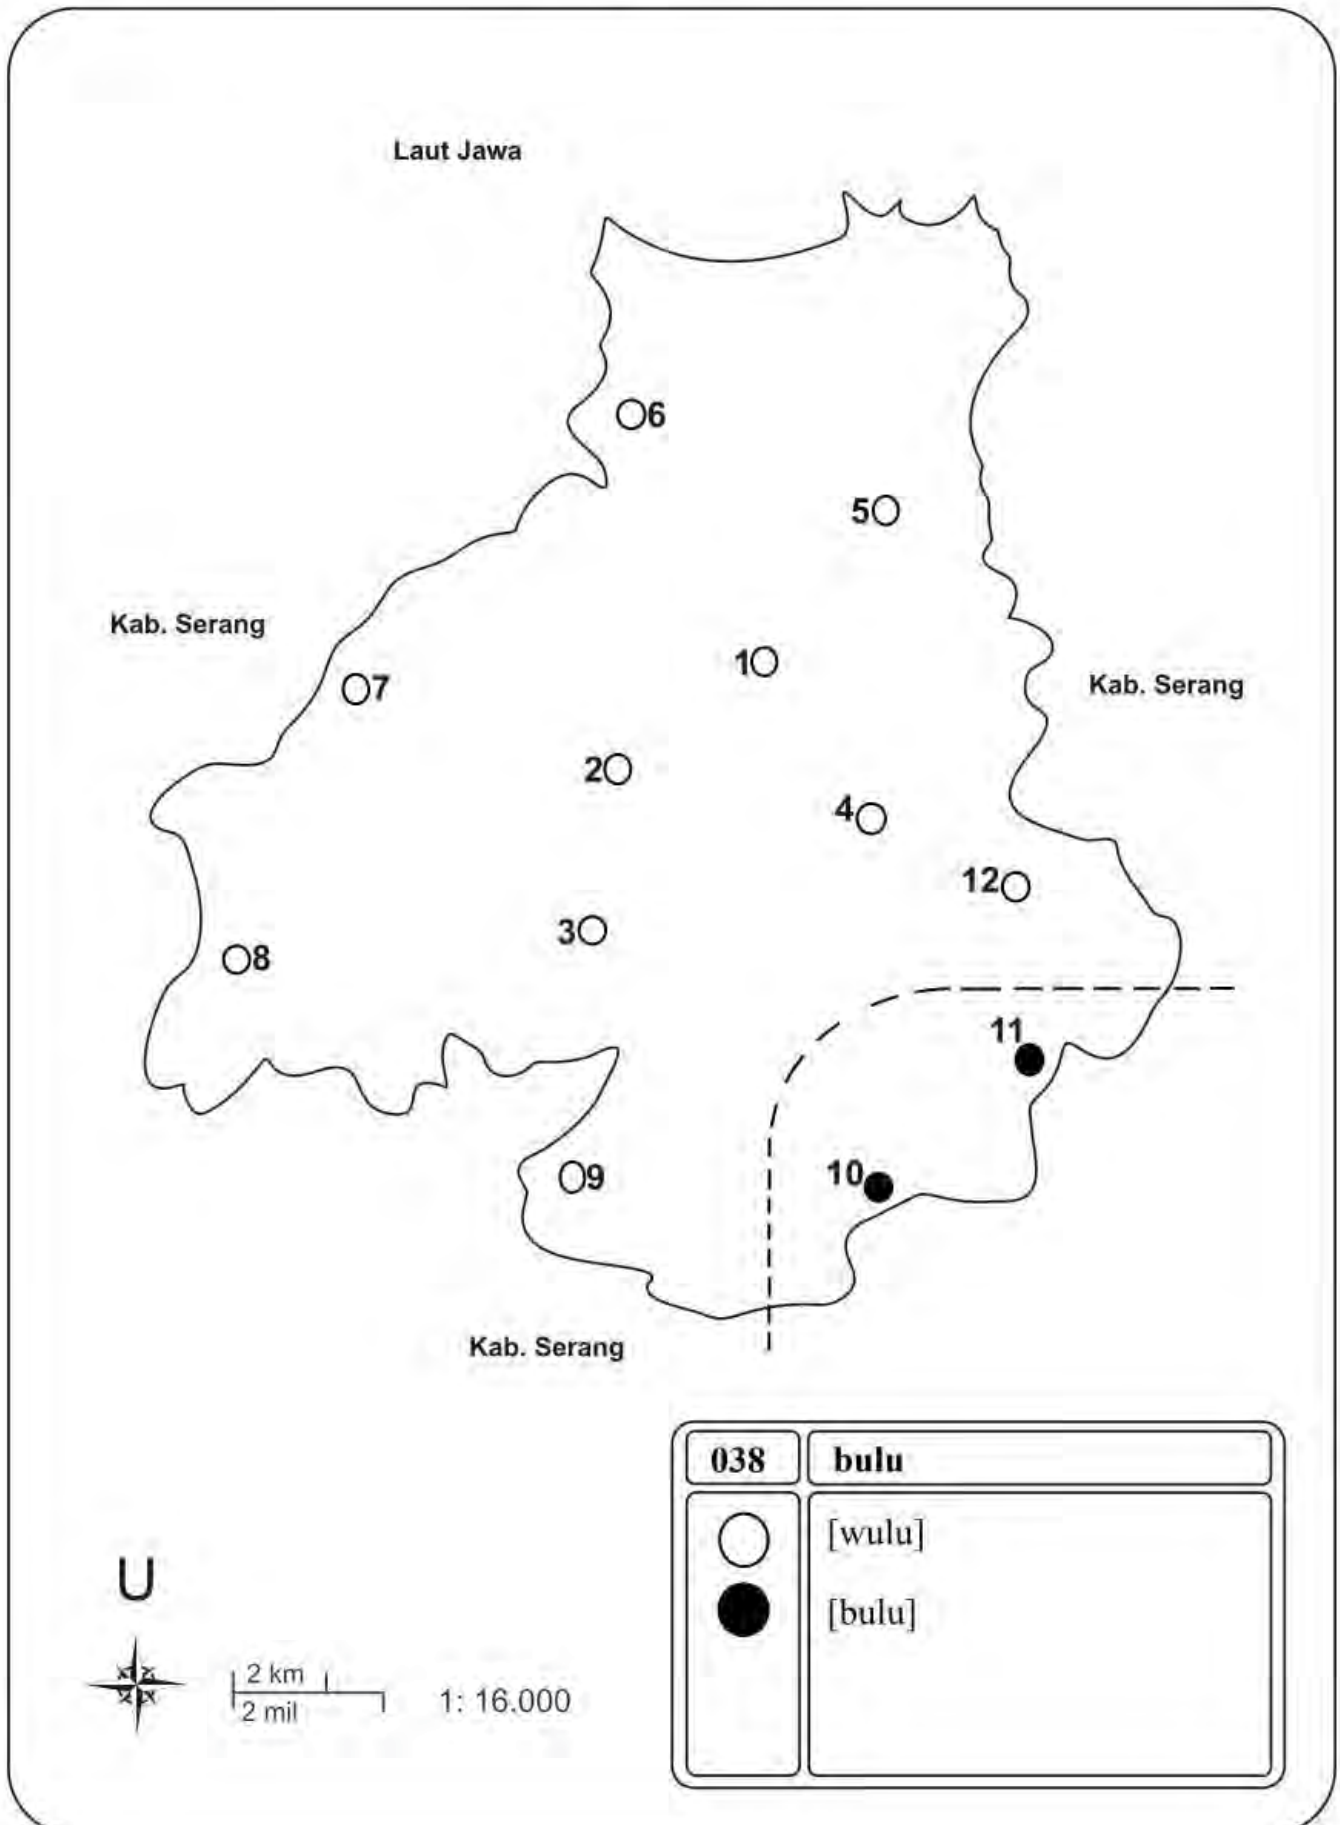 Laut Jawa
6
5
Kab. Serang
1
7
Kab. Serang
2
4
12
3
8
11
10
9
Kab. Serang
038 bulu
[wulu]
[bulu]
U
2 km
2 mil
1: 16.000